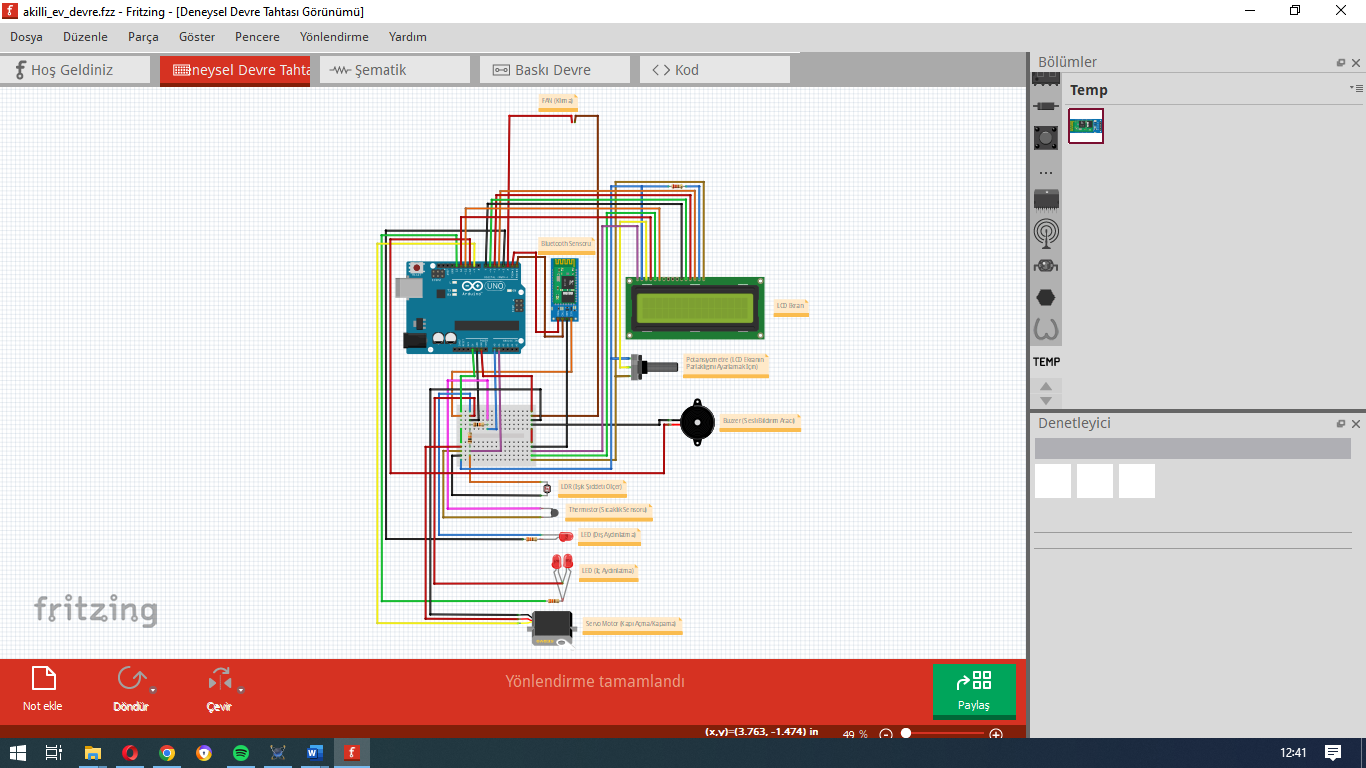 akilli_ev_devre.fzz - Fritzing - [Deneysel Devre Tahtası Görünümü]
Dosya Düzenle Parça Göster Pencere Yönlendirme Yardım
Hoş Geldiniz
neysel Devre Tahta
Şematik
Baskı Devre
Kod
Bölümler
Temp
TEMP
Denetleyici
FAN (Klima)
Bluetooth Sensoru
UNO
Arduino
LCD Ekran
Potansiyometre (LCD Ekranın
Parlaklığını Ayarlamak İçin)
Buzzer (Sesli Bildirim Aracı)
LDR (Işık Şiddeti Ölçer)
Thermistor (Sıcaklık Sensoru)
LED (Dış Aydınlatma)
LED (İç Aydınlatma)
Servo Motor (Kapı Açma/Kapama)
fritzing
Not ekle
Döndür
Çevir
Yönlendirme tamamlandı
Paylaş
(x,y)=(3.763, -1.474) in
49 %
12:41